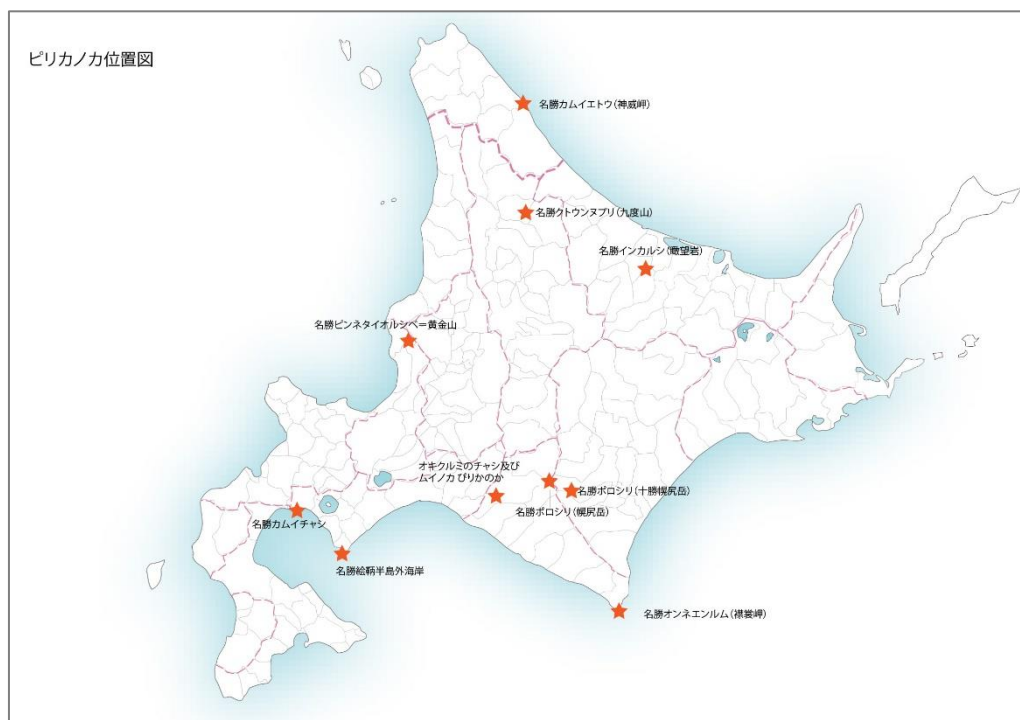 ピリカノカ位置図
名勝カムイエトウ(神威岬)
名勝クトウンヌプリ(九度山)
名勝インカルシ(瞰望岩)
名勝ピンネタイオルシペ=黄金山
オキクルミのチャシ及び
ムイノカ ぴりかのか
名勝ポロシリ(十勝幌尻岳)
名勝ポロシリ(幌尻岳)
名勝カムイチャシ
名勝絵鞆半島外海岸
名勝オンネエンルム(襟裳岬)